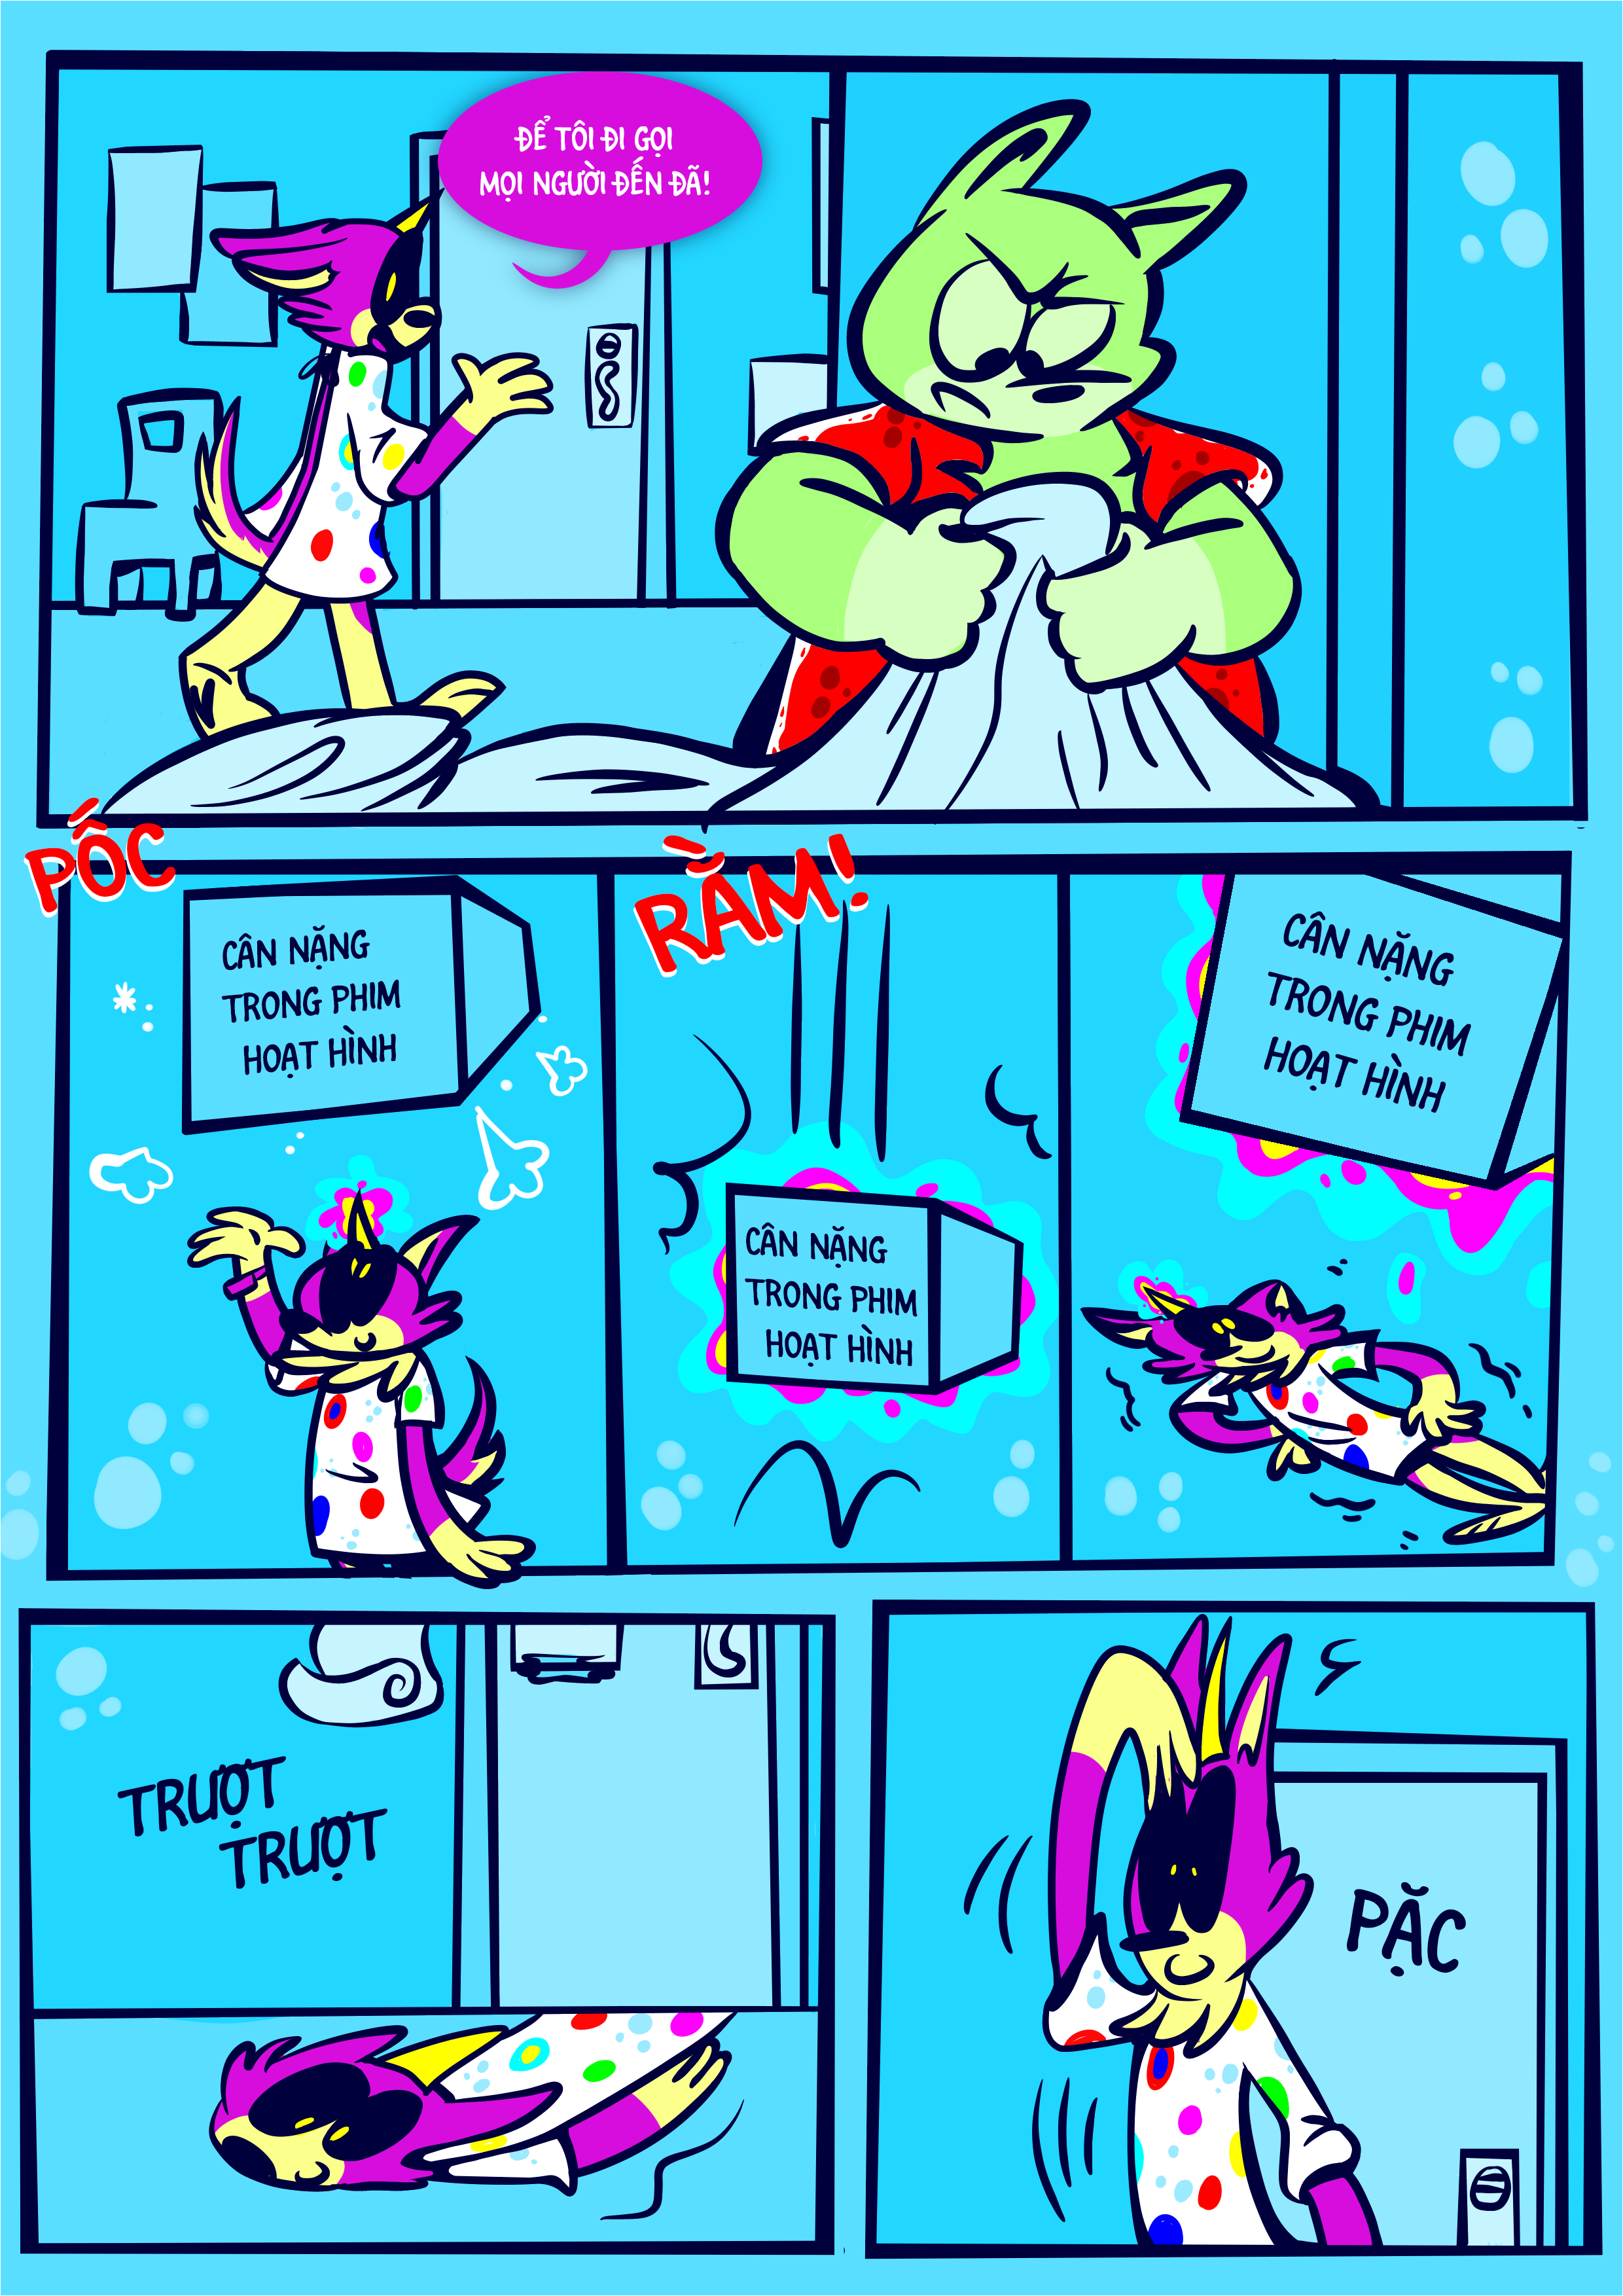 ĐỂ TÔI ĐI GỌI
MỌI NGƯỜI ĐẾN ĐÃ!
PỐC
CÂN NẶNG
TRONG PHIM
HOẠT HÌNH
RẦM!
CÂN NẶNG
TRONG PHIM
HOẠT HÌNH
CÂN NẶNG
TRONG PHIM
HOẠT HÌNH
TRƯỢT
TRƯỢT
PẶC